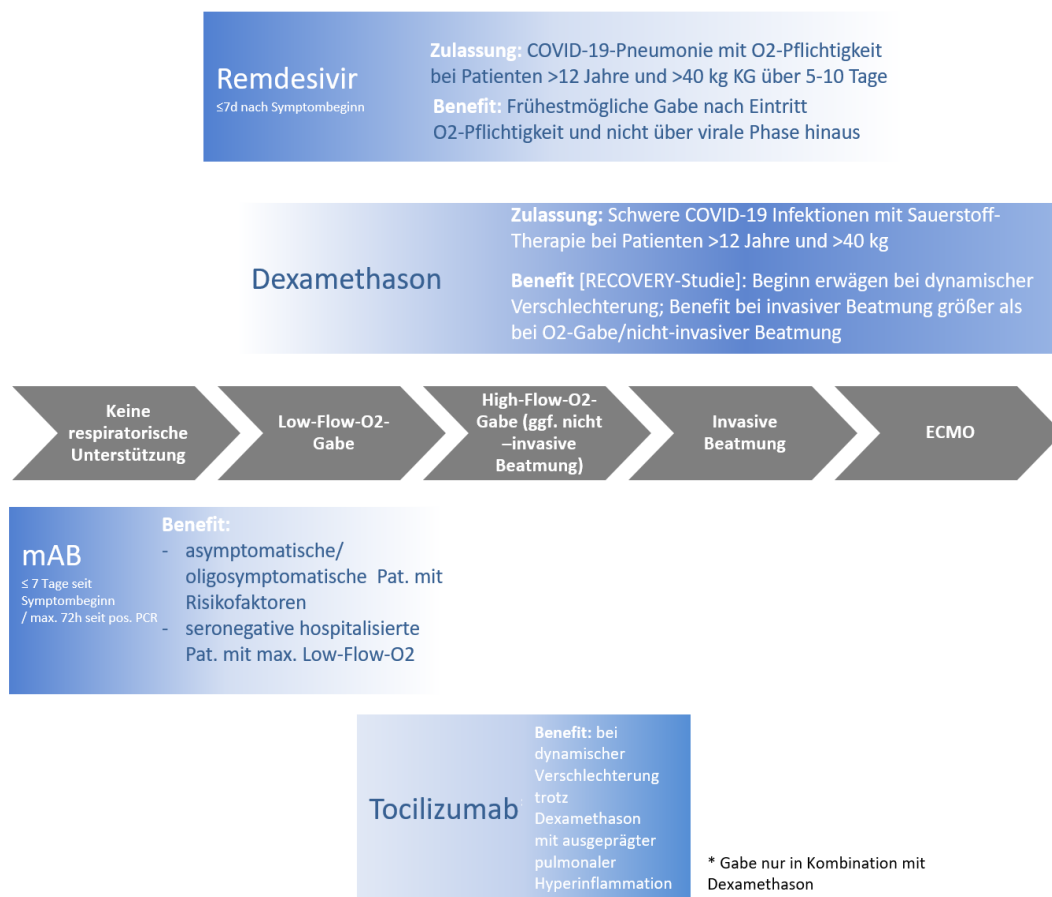 Remdesivir
≤7d nach Symptombeginn
Zulassung: COVID-19-Pneumonie mit O2-Pflichtigkeit
bei Patienten >12 Jahre und >40 kg KG über 5-10 Tage
Benefit: Frühestmögliche Gabe nach Eintritt
O2-Pflichtigkeit und nicht über virale Phase hinaus
Dexamethason
Zulassung: Schwere COVID-19 Infektionen mit Sauerstoff-
Therapie bei Patienten >12 Jahre und >40 kg
Benefit [RECOVERY-Studie]: Beginn erwägen bei dynamischer
Verschlechterung; Benefit bei invasiver Beatmung größer als
bei O2-Gabe/nicht-invasiver Beatmung
Keine
respiratorische
Unterstützung
Low-Flow-O2-
Gabe
High-Flow-O2-
Gabe (ggf. nicht
–invasive
Beatmung)
Invasive
Beatmung
ECMO
mAB
≤ 7 Tage seit
Symptombeginn
/ max. 72h seit pos. PCR
Benefit:
- asymptomatische/
oligosymptomatische Pat. mit
Risikofaktoren
- seronegative hospitalisierte
Pat. mit max. Low-Flow-O2
Tocilizumab
Benefit: bei
dynamischer
Verschlechterung
trotz
Dexamethason
mit ausgeprägter
pulmonaler
Hyperinflammation
* Gabe nur in Kombination mit
Dexamethason